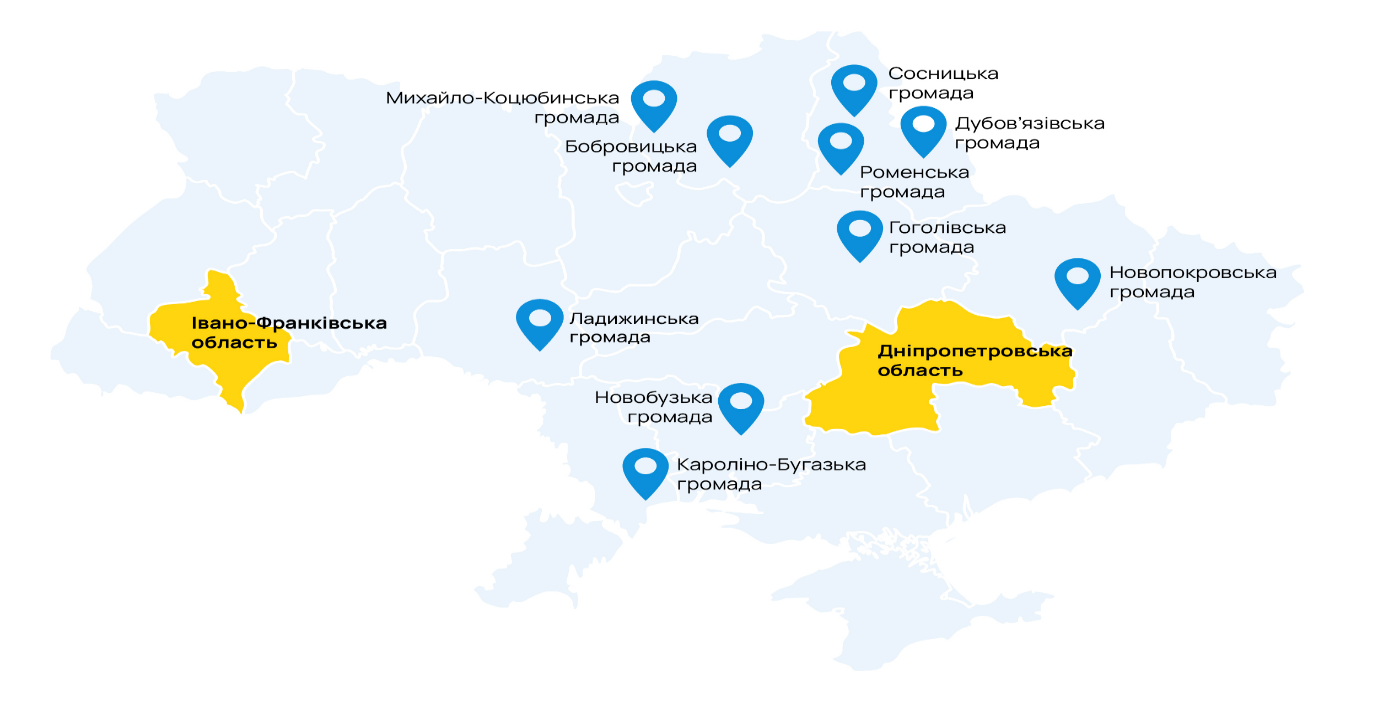 Сосницька
громада
Михайло-Коцюбинська
громада
Дубов'язівська
громада
Бобровицька
громада
Роменська
громада
Гоголівська
громада
Новопокровська
громада
Івано-Франківська
область
Ладижинська
громада
Дніпропетровська
область
Новобузька
громада
Кароліно-Бугазька
громада